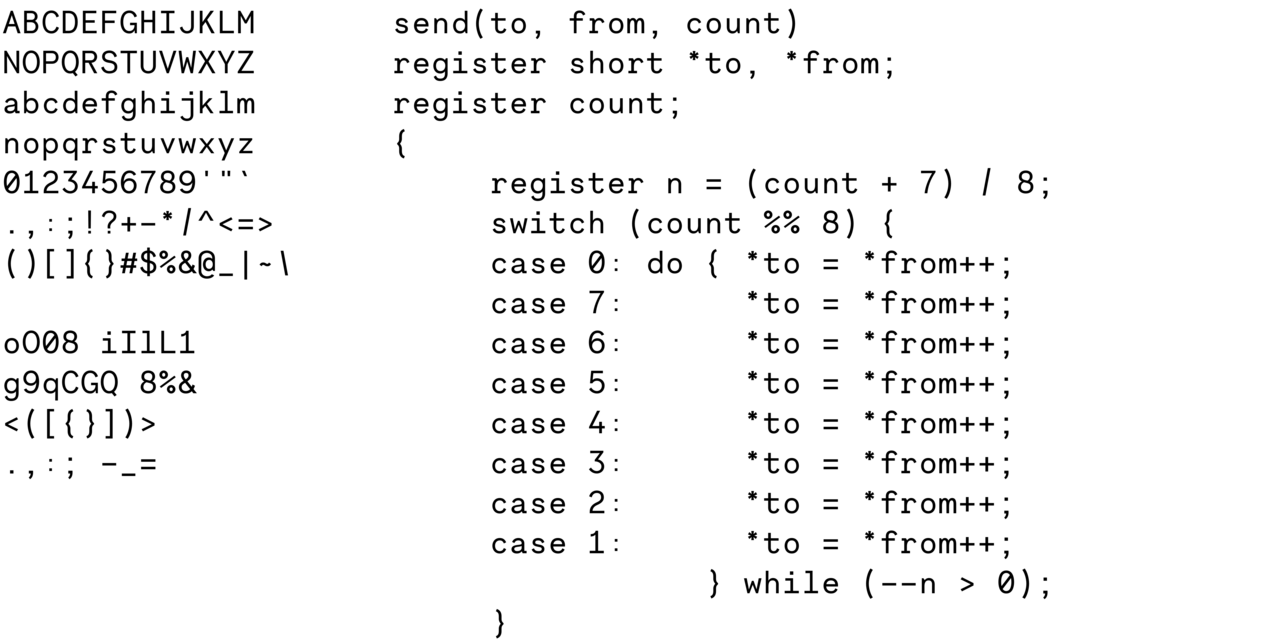 ABCDEFGHIJKLM
NOPQRSTUVWXYZ
abcdefghijklm
nopqrstuvwxyz
0123456789'"`
.,:;!?+-*/^<=>
()[]{}#$%&@_|~\
oO08 iIlL1
g9qCGQ 8%&
<([{}])>
.,:; -_=
send(to, from, count)
register short *to, *from;
register count;
{
     register n = (count + 7) / 8;
     switch (count %% 8) {
     case 0: do { *to = *from++;
     case 7:      *to = *from++;
     case 6:      *to = *from++;
     case 5:      *to = *from++;
     case 4:      *to = *from++;
     case 3:      *to = *from++;
     case 2:      *to = *from++;
     case 1:      *to = *from++;
                } while (--n > 0);
     }